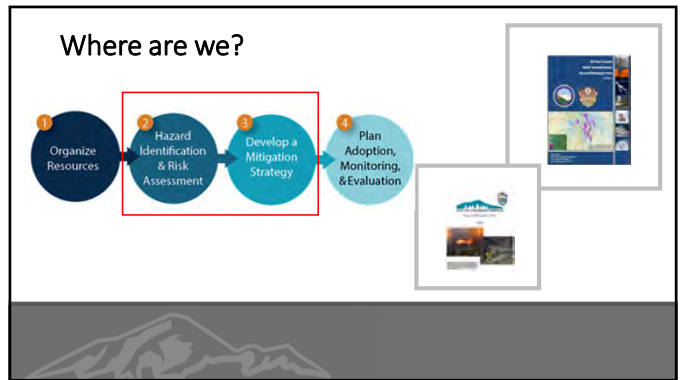 Where are we?
1
Organize
Resources
2
Hazard
Identification
& Risk
Assessment
3
Develop a
Mitigation
Strategy
4
Plan
Adoption,
Monitoring,
& Evaluation